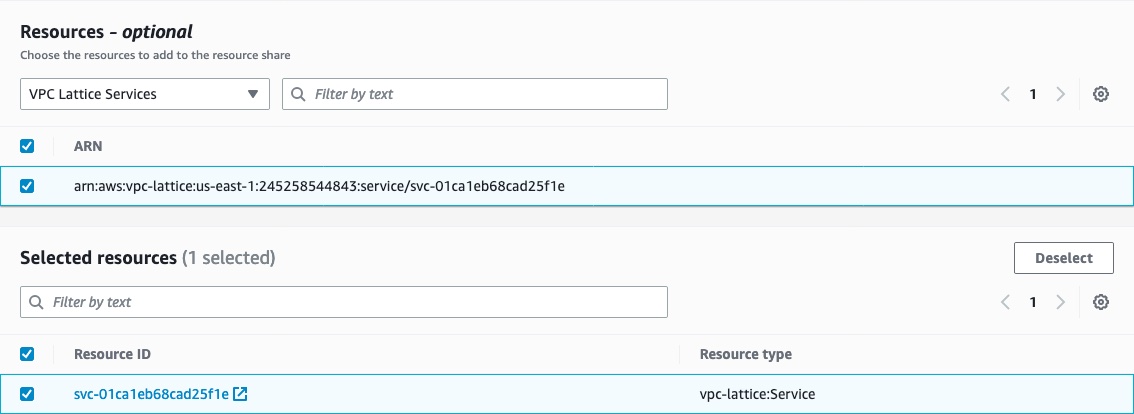 Resources - optional
Choose the resources to add to the resource share
VPC Lattice Services
Filter by text
1
ARN
arn:aws:vpc-lattice:us-east-1:245258544843:service/svc-01ca1eb68cad25f1e
Selected resources (1 selected)
Deselect
Filter by text
1
Resource ID
Resource type
svc-01ca1eb68cad25f1e
vpc-lattice:Service